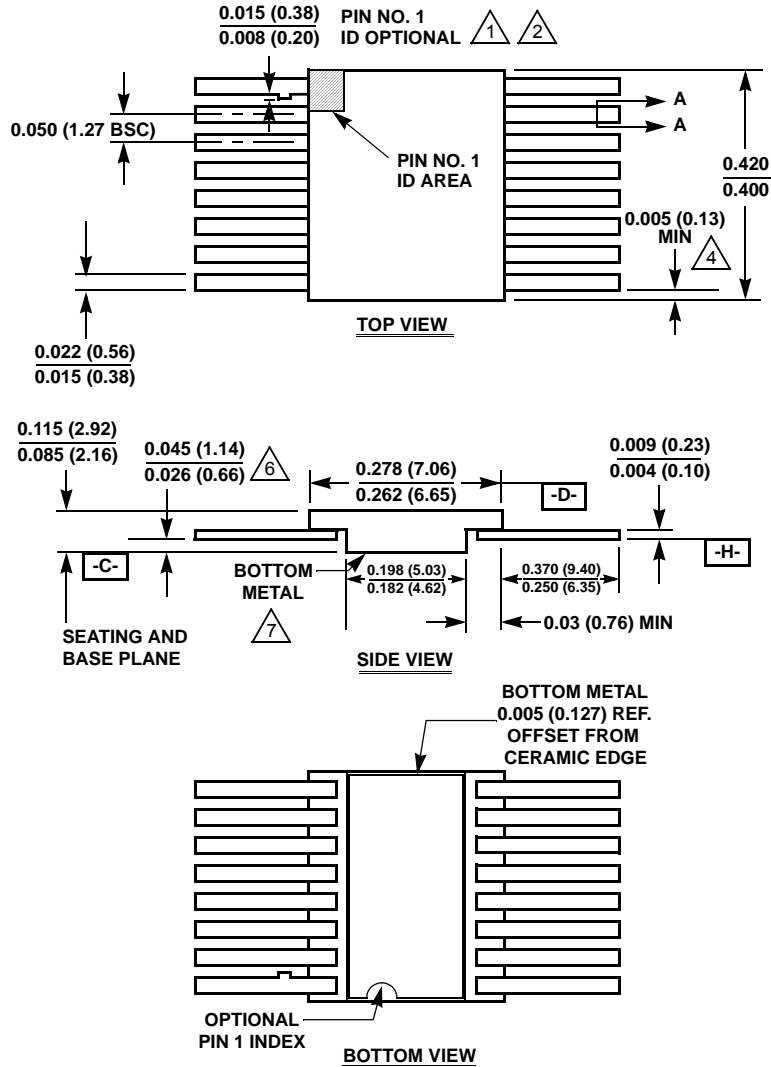 0.015 (0.38)
0.008 (0.20)
PIN NO. 1
ID OPTIONAL
1
2
A
A
0.050 (1.27 BSC)
PIN NO. 1
ID AREA
0.420
0.400
0.005 (0.13)
MIN
4
TOP VIEW
0.022 (0.56)
0.015 (0.38)
0.115 (2.92)
0.085 (2.16)
0.045 (1.14)
0.026 (0.66)
6
0.278 (7.06)
0.262 (6.65)
0.009 (0.23)
0.004 (0.10)
-D-
-H-
-C-
BOTTOM
METAL
7
0.198 (5.03)
0.182 (4.62)
0.370 (9.40)
0.250 (6.35)
0.03 (0.76) MIN
SEATING AND
BASE PLANE
SIDE VIEW
BOTTOM METAL
0.005 (0.127) REF.
OFFSET FROM
CERAMIC EDGE
OPTIONAL
PIN 1 INDEX
BOTTOM VIEW